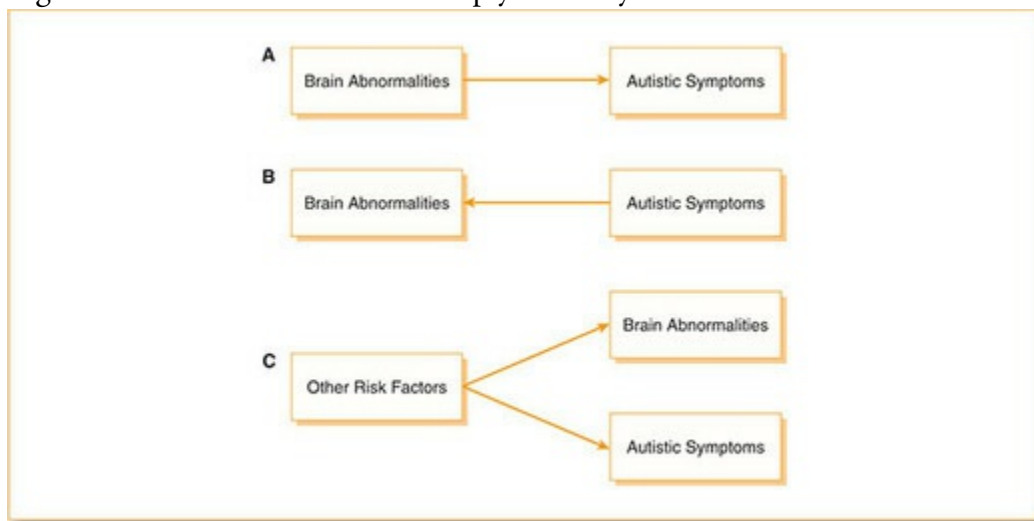 A
Brain Abnormalities
Autistic Symptoms
B
Brain Abnormalities
Autistic Symptoms
Brain Abnormalities
C
Other Risk Factors
Autistic Symptoms